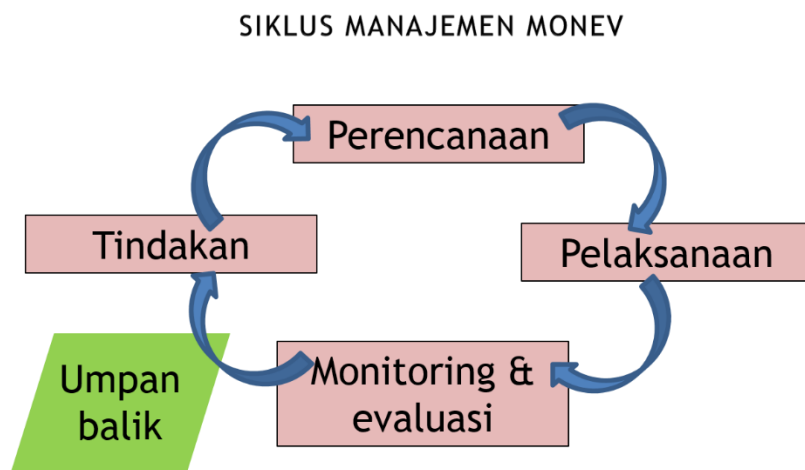 SIKLUS MANAJEMEN MONEV
Perencanaan
Tindakan
Pelaksanaan
Umpan
balik
Monitoring &
evaluasi